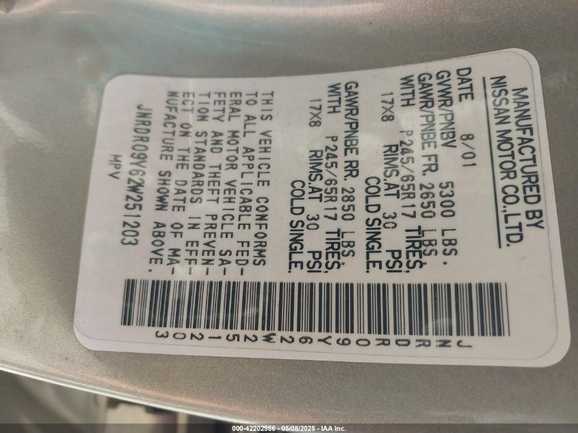 MANUFACTURED BY
NISSAN MOTOR CO.,LTD.
DATE 8/01
GVWR/PNBV 5300 LBS.
GAWR/PNBE FR. 2650 LBS.
WITH P245/65R17 TIRES,
17X8 RIMS,AT 30 PSI
COLD SINGLE.
GAWR/PNBE RR. 2850 LBS.
WITH P245/65R17 TIRES,
17X8 RIMS,AT 30 PSI
COLD SINGLE.
THIS VEHICLE CONFORMS
TO ALL APPLICABLE FED-
ERAL MOTOR VEHICLE SA-
FETY AND THEFT PREVEN-
TION STANDARDS IN EFF-
ECT ON THE DATE OF MA-
NUFACTURE SHOWN ABOVE.
JNRDR09Y62W251203
MPV
JNRDR09Y62W251203
000-42202556 - 05/08/2025 - IAA Inc.